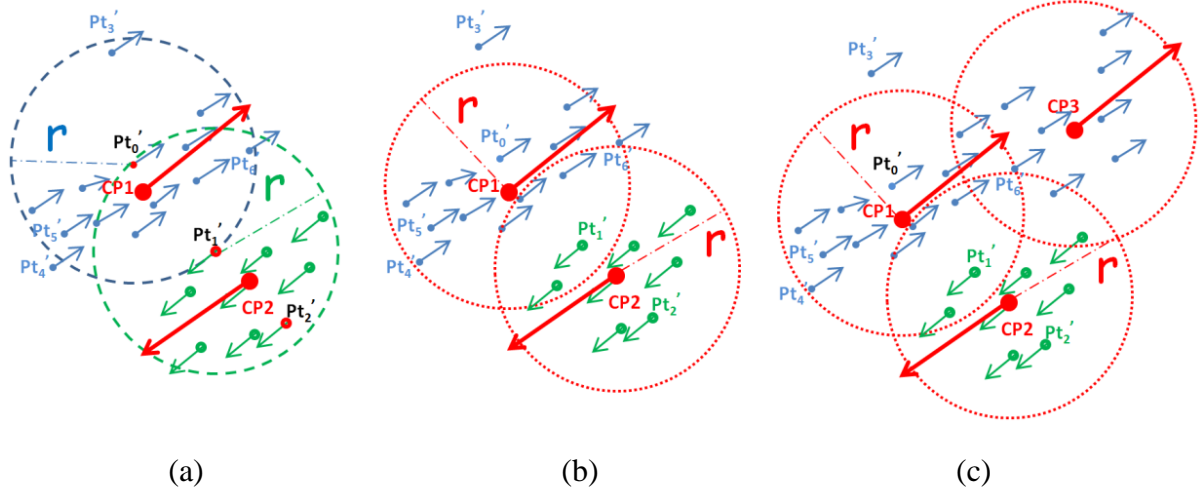 Pt3′
r
Pt0′
Pt6
CP1
r
Pt5′
Pt1′
Pt4′
CP2
Pt2′
(a)
Pt3′
r
Pt0′
Pt6
CP1
Pt5′
Pt1′
r
Pt4′
CP2
Pt2′
(b)
Pt3′
CP3
r
Pt0′
Pt6
CP1
Pt5′
Pt1′
r
Pt4′
CP2
Pt2′
(c)